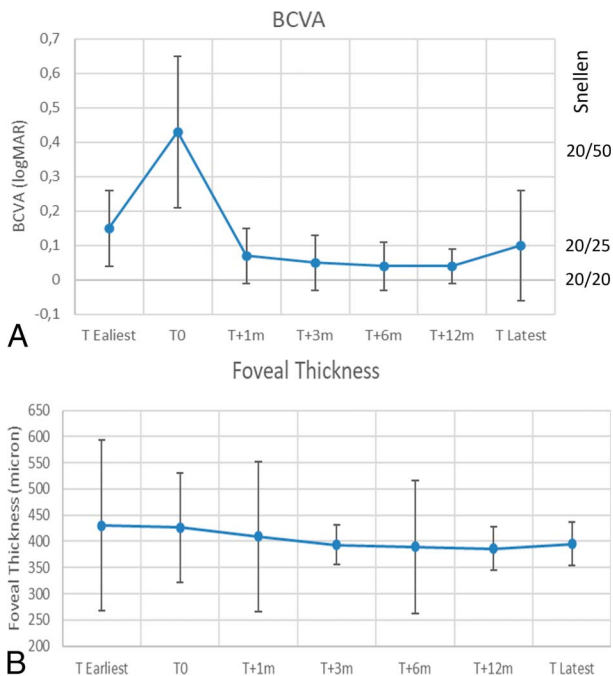 BCVA
0,7
0,6
0,5
0,4
0,3
0,2
0,1
0
-0,1
BCVA (logMAR)
Snellen
20/50
20/25
20/20
T Ealiest T0 T+1m T+3m T+6m T+12m T Latest
A
Foveal Thickness
650
600
550
500
450
400
350
300
250
200
Foveal Thickness (micron)
T Earliest T0 T+1m T+3m T+6m T+12m T Latest
B